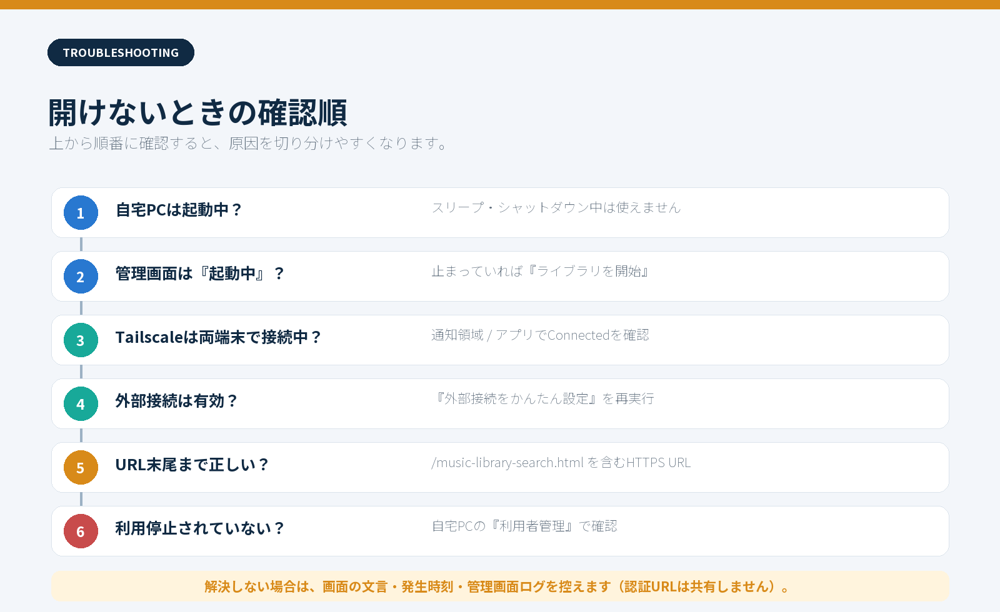 TROUBLESHOOTING
開けないときの確認順
上から順番に確認すると、原因を切り分けやすくなります。
1 自宅PCは起動中？ スリープ・シャットダウン中は使えません
2 管理画面は『起動中』？ 止まっていれば『ライブラリを開始』
3 Tailscaleは両端末で接続中？ 通知領域 / アプリでConnectedを確認
4 外部接続は有効？ 『外部接続をかんたん設定』を再実行
5 URL末尾まで正しい？ /music-library-search.html を含むHTTPS URL
6 利用停止されていない？ 自宅PCの『利用者管理』で確認
解決しない場合は、画面の文言・発生時刻・管理画面ログを控えます（認証URLは共有しません）。